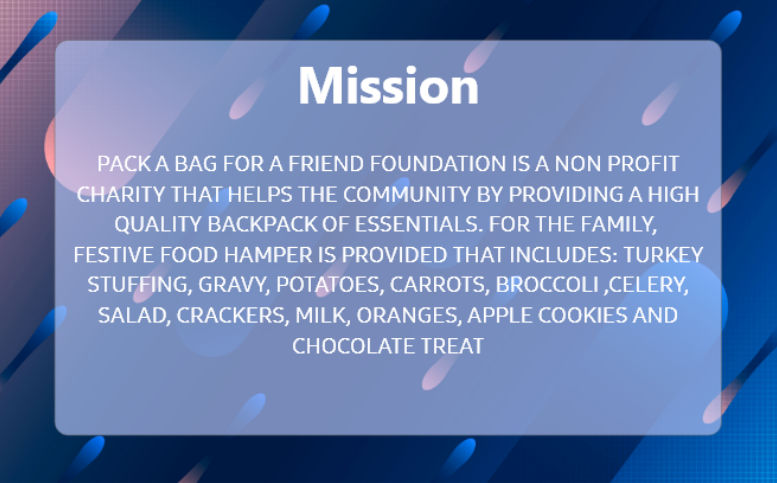 Mission
PACK A BAG FOR A FRIEND FOUNDATION IS A NON PROFIT
CHARITY THAT HELPS THE COMMUNITY BY PROVIDING A HIGH
QUALITY BACKPACK OF ESSENTIALS. FOR THE FAMILY,
FESTIVE FOOD HAMPER IS PROVIDED THAT INCLUDES: TURKEY
STUFFING, GRAVY, POTATOES, CARROTS, BROCCOLI ,CELERY,
SALAD, CRACKERS, MILK, ORANGES, APPLE COOKIES AND
CHOCOLATE TREAT